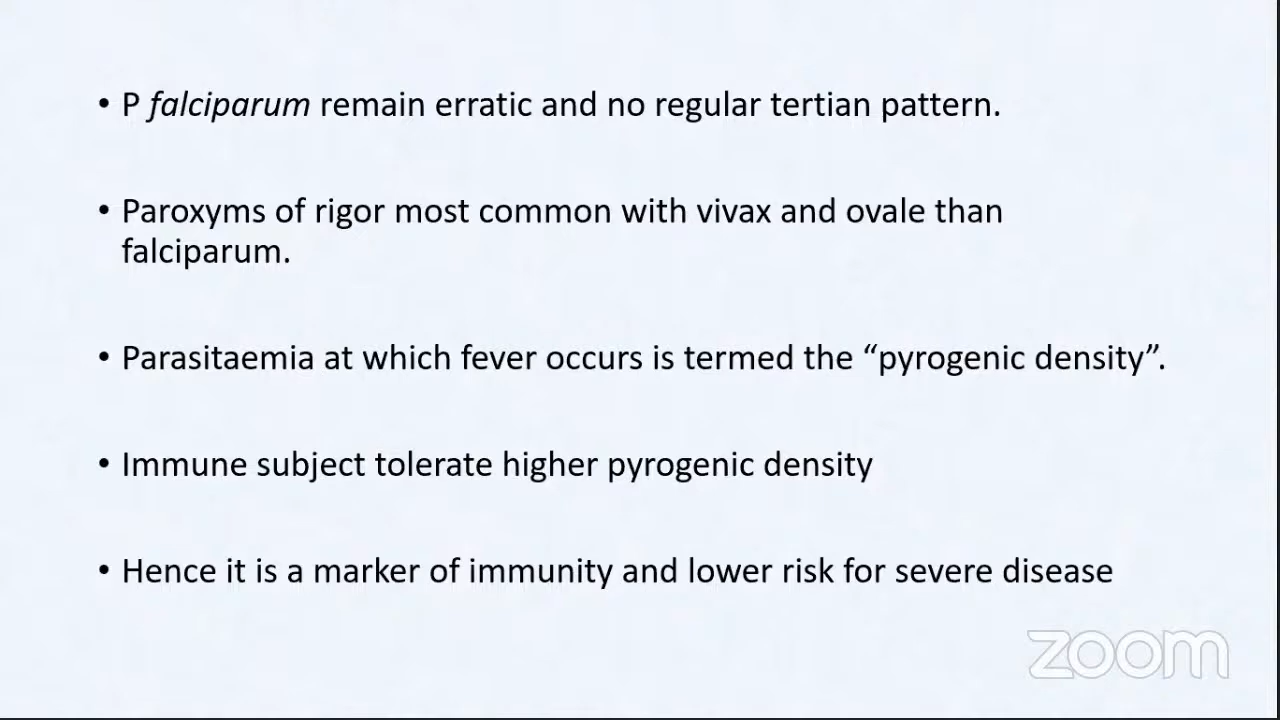 • P falciparum remain erratic and no regular tertian pattern.
• Paroxyms of rigor most common with vivax and ovale than
falciparum.
• Parasitaemia at which fever occurs is termed the “pyrogenic density”.
• Immune subject tolerate higher pyrogenic density
• Hence it is a marker of immunity and lower risk for severe disease
zoom